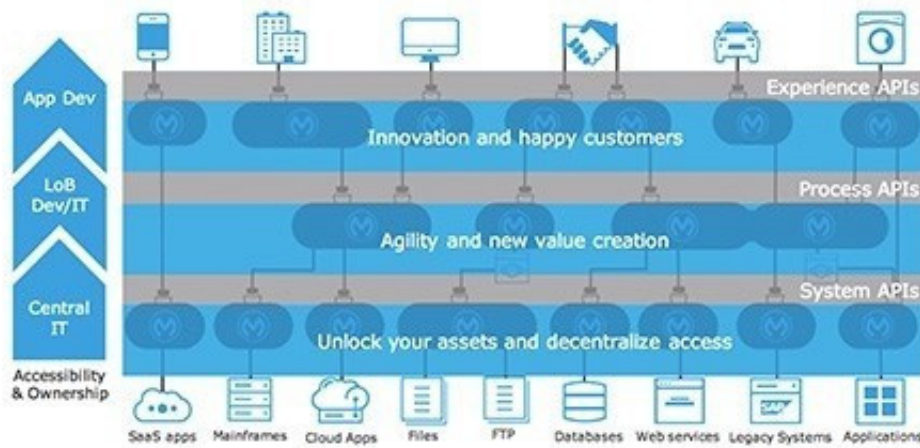 App Dev
LoB
Dev/IT
Central
IT
Accessibility
& Ownership
Experience APIs
Innovation and happy customers
Process APIs
Agility and new value creation
System APIs
Unlock your assets and decentralize access
SaaS apps
Mainframes
Cloud Apps
Files
FTP
Databases
Web services
SAP
Legacy Systems
Applications